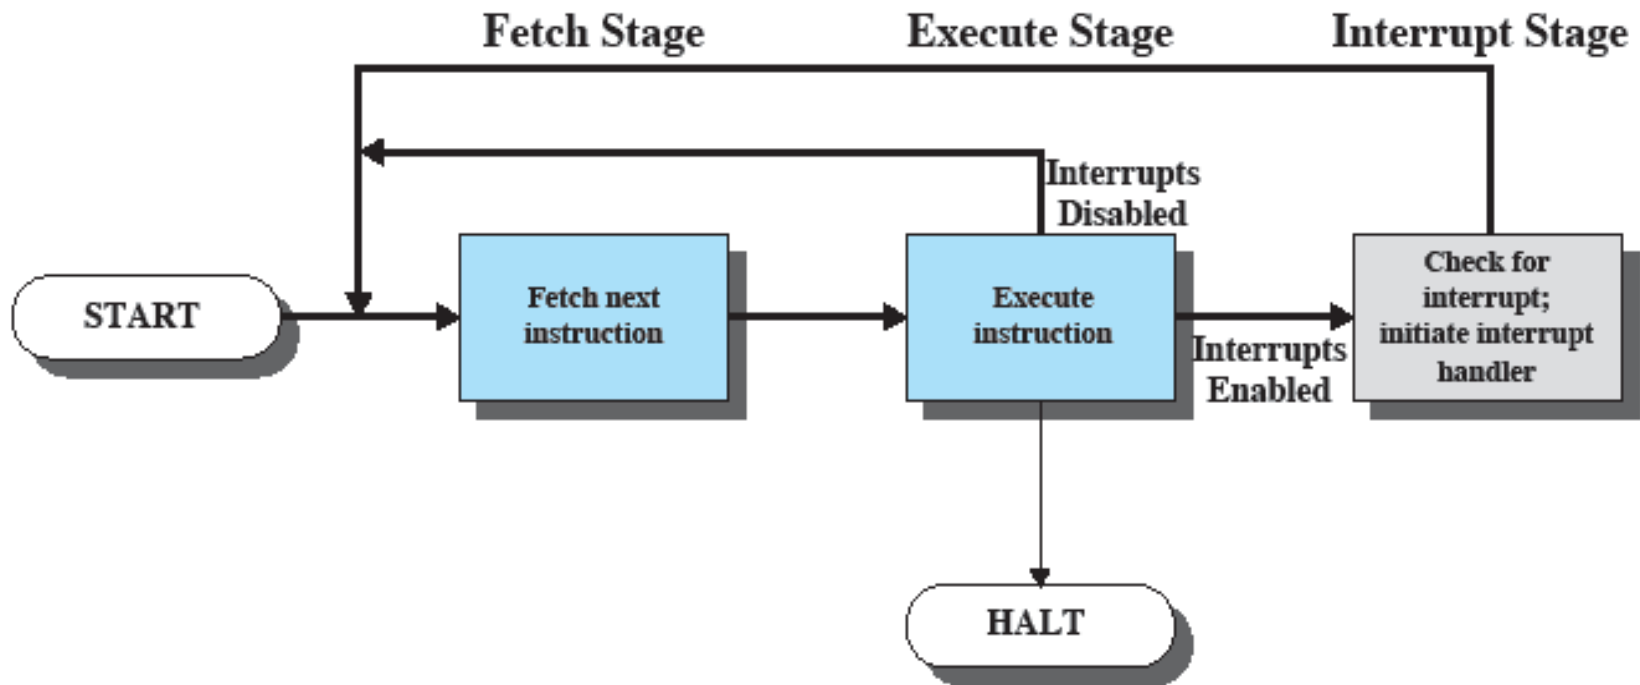 Fetch Stage
Execute Stage
Interrupt Stage
Interrupts
Disabled
START
Fetch next
instruction
Execute
instruction
Interrupts
Enabled
Check for
interrupt;
initiate interrupt
handler
HALT